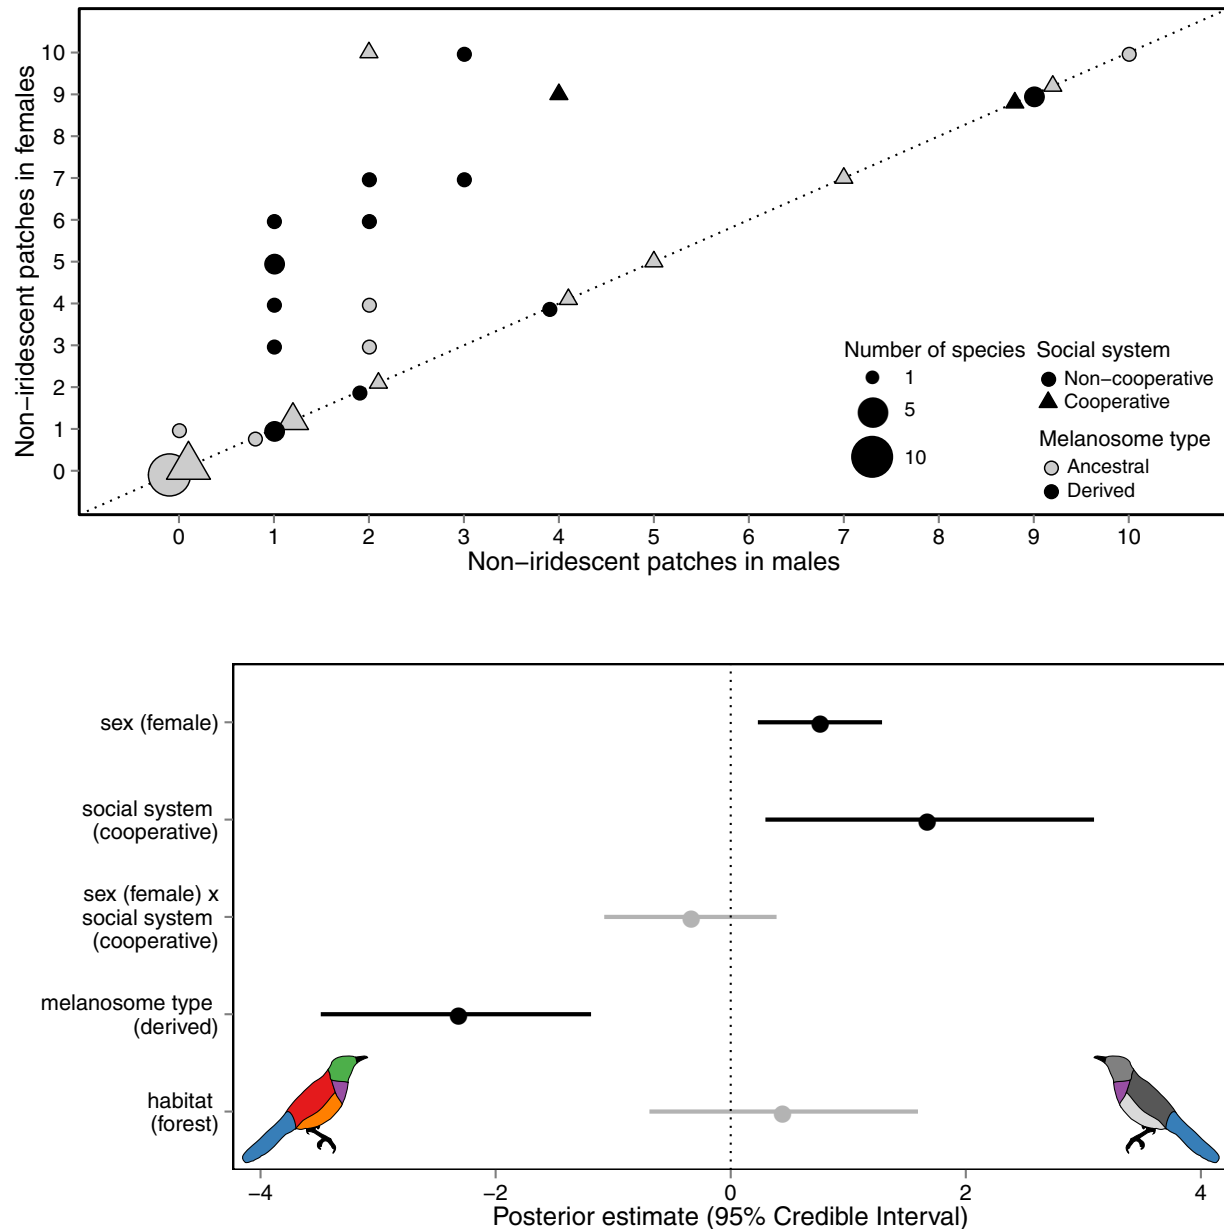 10
9
8
7
6
5
4
3
2
1
0
Non−iridescent patches in females
Number of species
1
5
10
Social system
Non−cooperative
Cooperative
Melanosome type
Ancestral
Derived
0 1 2 3 4 5 7 8 9 10
Non−iridescent patches in males
sex (female)
social system
(cooperative)
sex (female) x
social system
(cooperative)
melanosome type
(derived)
habitat
(forest)
−4 −2 0 2 4
Posterior estimate (95% Credible Interval)